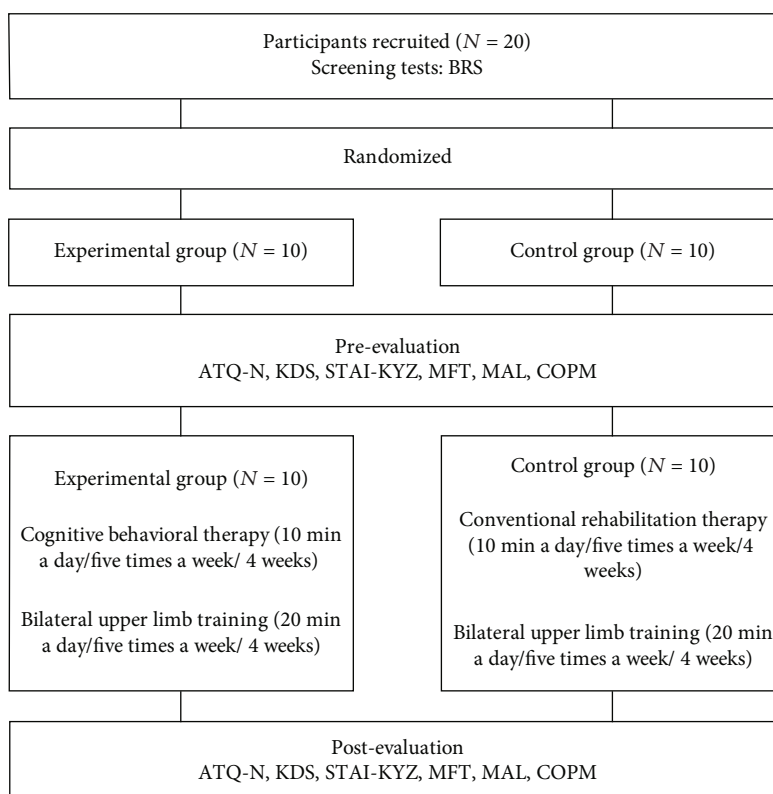 Participants recruited (N = 20)
Screening tests: BRS
Randomized
Experimental group (N = 10)
Control group (N = 10)
Pre-evaluation
ATQ-N, KDS, STAI-KYZ, MFT, MAL, COPM
Experimental group (N = 10)
Cognitive behavioral therapy (10 min
a day/five times a week/ 4 weeks)
Bilateral upper limb training (20 min
a day/five times a week/ 4 weeks)
Control group (N = 10)
Conventional rehabilitation therapy
(10 min a day/five times a week/4
weeks)
Bilateral upper limb training (20 min
a day/five times a week/ 4 weeks)
Post-evaluation
ATQ-N, KDS, STAI-KYZ, MFT, MAL, COPM